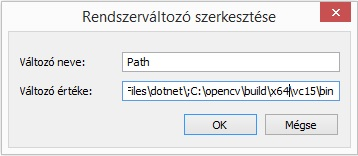 Rendszerváltozó szerkesztése
Változó neve: Path
Változó értéke: Files\dotnet\;C:\opencv\build\x64\vc15\bin
OK Mégse